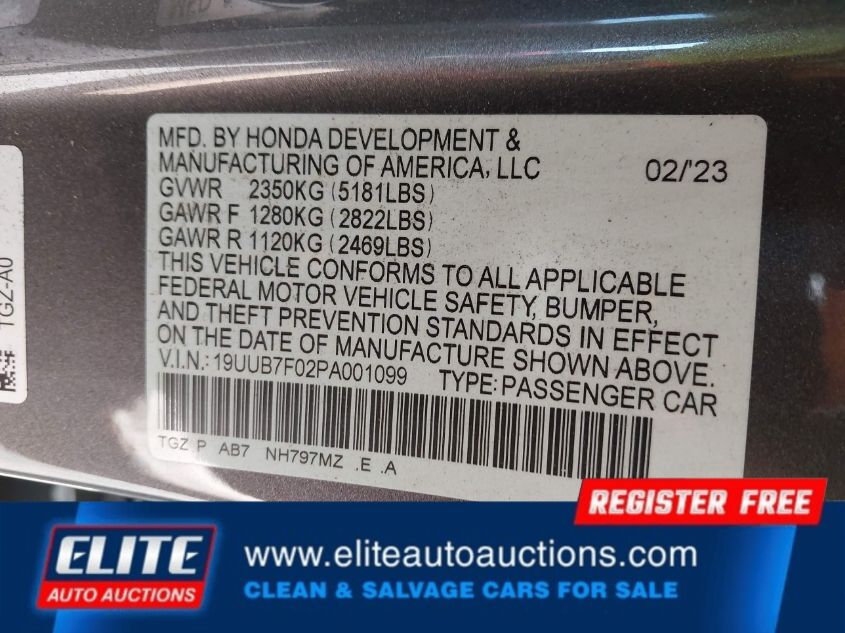 MFD. BY HONDA DEVELOPMENT &
MANUFACTURING OF AMERICA, LLC 02/'23
GVWR 2350KG (5181LBS)
GAWR F 1280KG (2822LBS)
GAWR R 1120KG (2469LBS)
THIS VEHICLE CONFORMS TO ALL APPLICABLE
FEDERAL MOTOR VEHICLE SAFETY, BUMPER,
AND THEFT PREVENTION STANDARDS IN EFFECT
ON THE DATE OF MANUFACTURE SHOWN ABOVE.
V.I.N.: 19UUB7F02PA001099 TYPE: PASSENGER CAR
TGZ P AB7 NH797MZ .E .A
TGZ-A0
REGISTER FREE
ELITE
AUTO AUCTIONS
www.eliteautoauctions.com
CLEAN & SALVAGE CARS FOR SALE